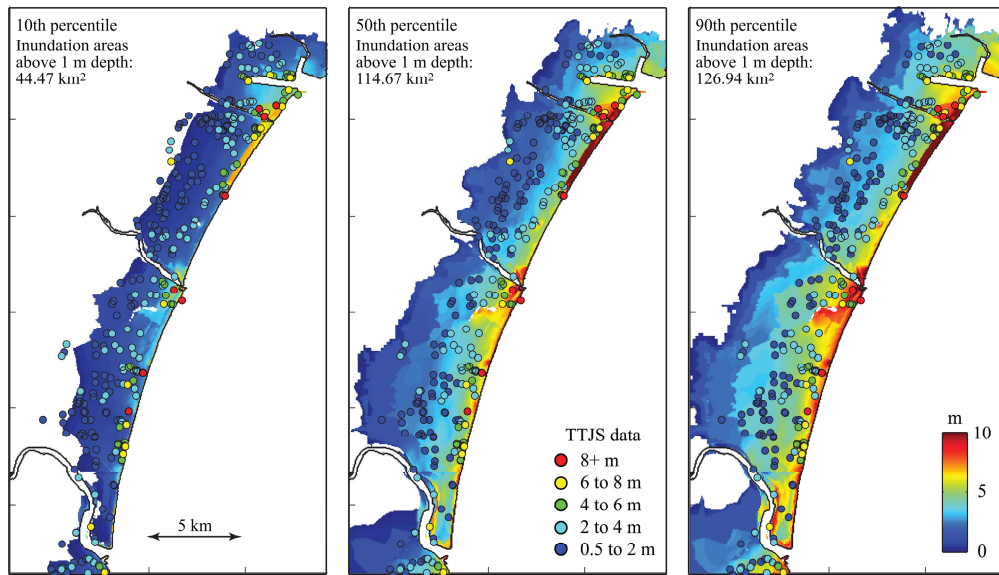 10th percentile
Inundation areas
above 1 m depth:
44.47 km²
5 km
50th percentile
Inundation areas
above 1 m depth:
114.67 km²
TTJS data
8+ m
6 to 8 m
4 to 6 m
2 to 4 m
0.5 to 2 m
90th percentile
Inundation areas
above 1 m depth:
126.94 km²
m
10
5
0